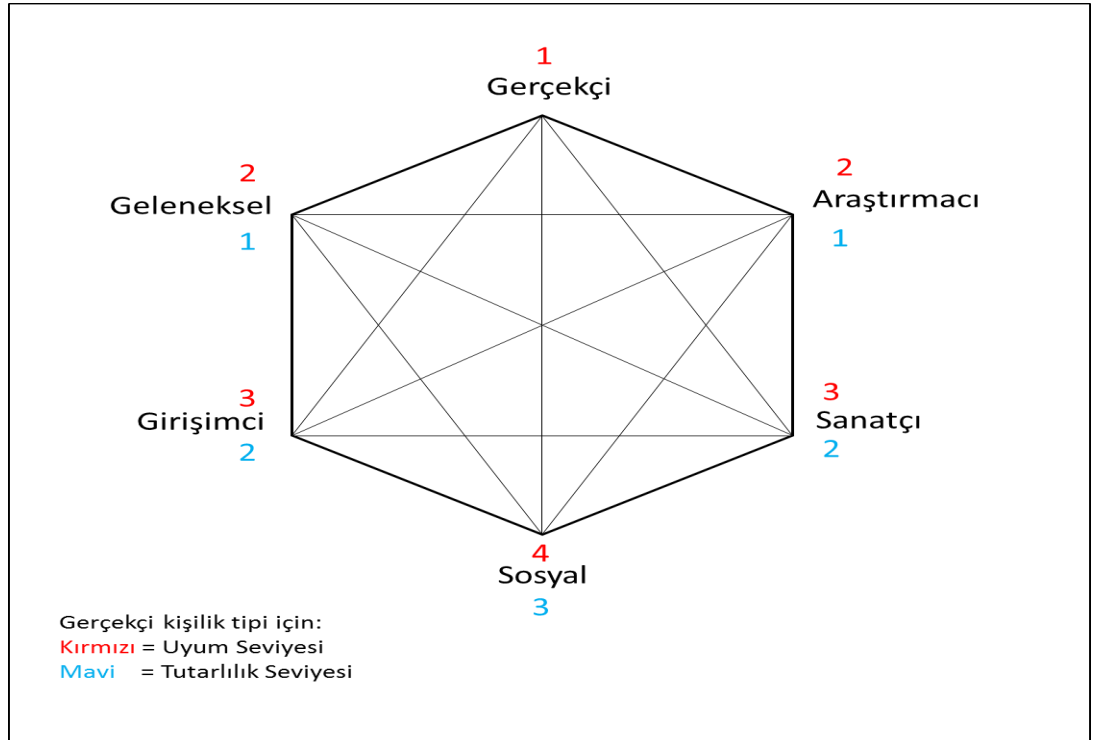 1
Gerçekçi
2
Geleneksel
1
2
Araştırmacı
1
3
Girişimci
2
3
Sanatçı
2
4
Sosyal
3
Gerçekçi kişilik tipi için:
Kırmızı = Uyum Seviyesi
Mavi = Tutarlılık Seviyesi